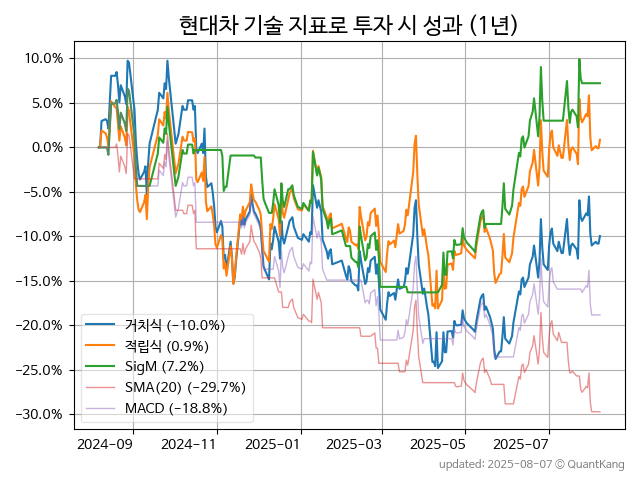 현대차 기술 지표로 투자 시 성과 (1년)
10.0%
5.0%
0.0%
−5.0%
−10.0%
−15.0%
−20.0%
−25.0%
−30.0%
거치식 (−10.0%)
적립식 (0.9%)
SigM (7.2%)
SMA(20) (−29.7%)
MACD (−18.8%)
2024-09 2024-11 2025-01 2025-03 2025-05 2025-07
updated: 2025-08-07 © QuantKang